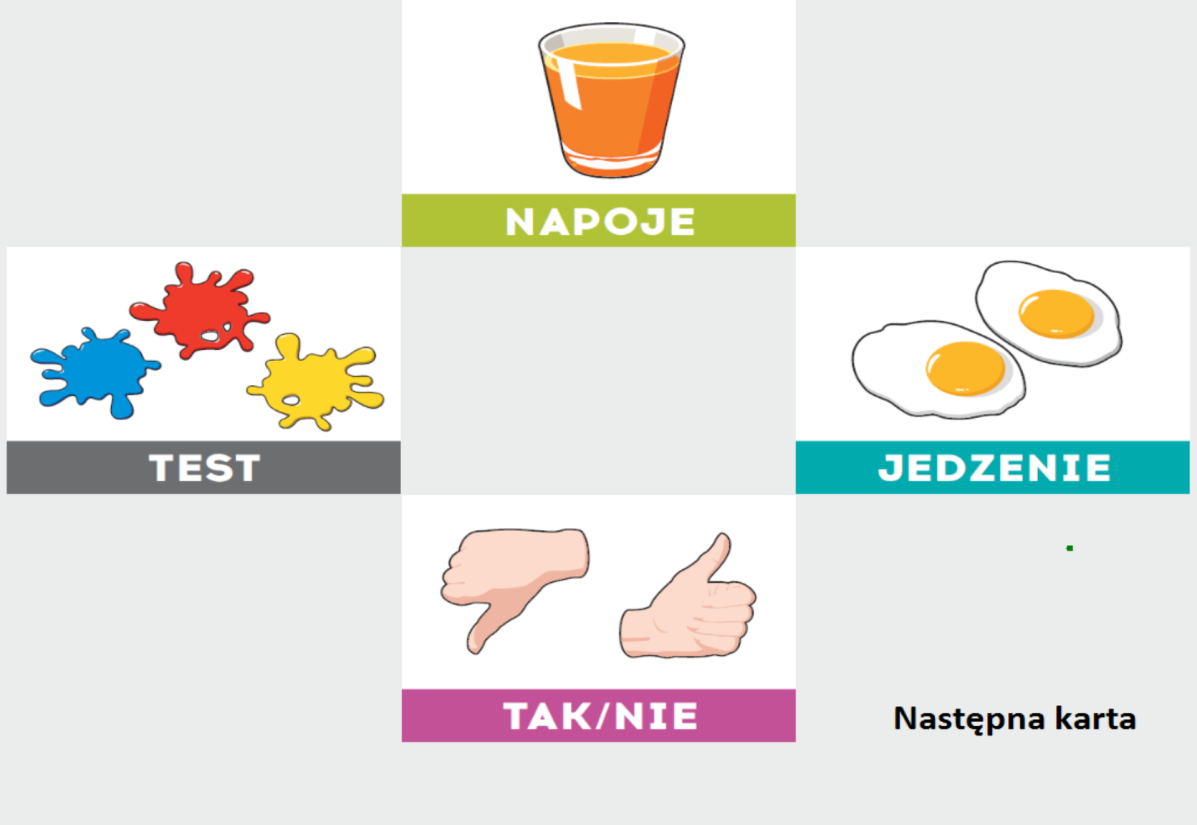 NAPOJE
TEST
JEDZENIE
TAK/NIE
Następna karta